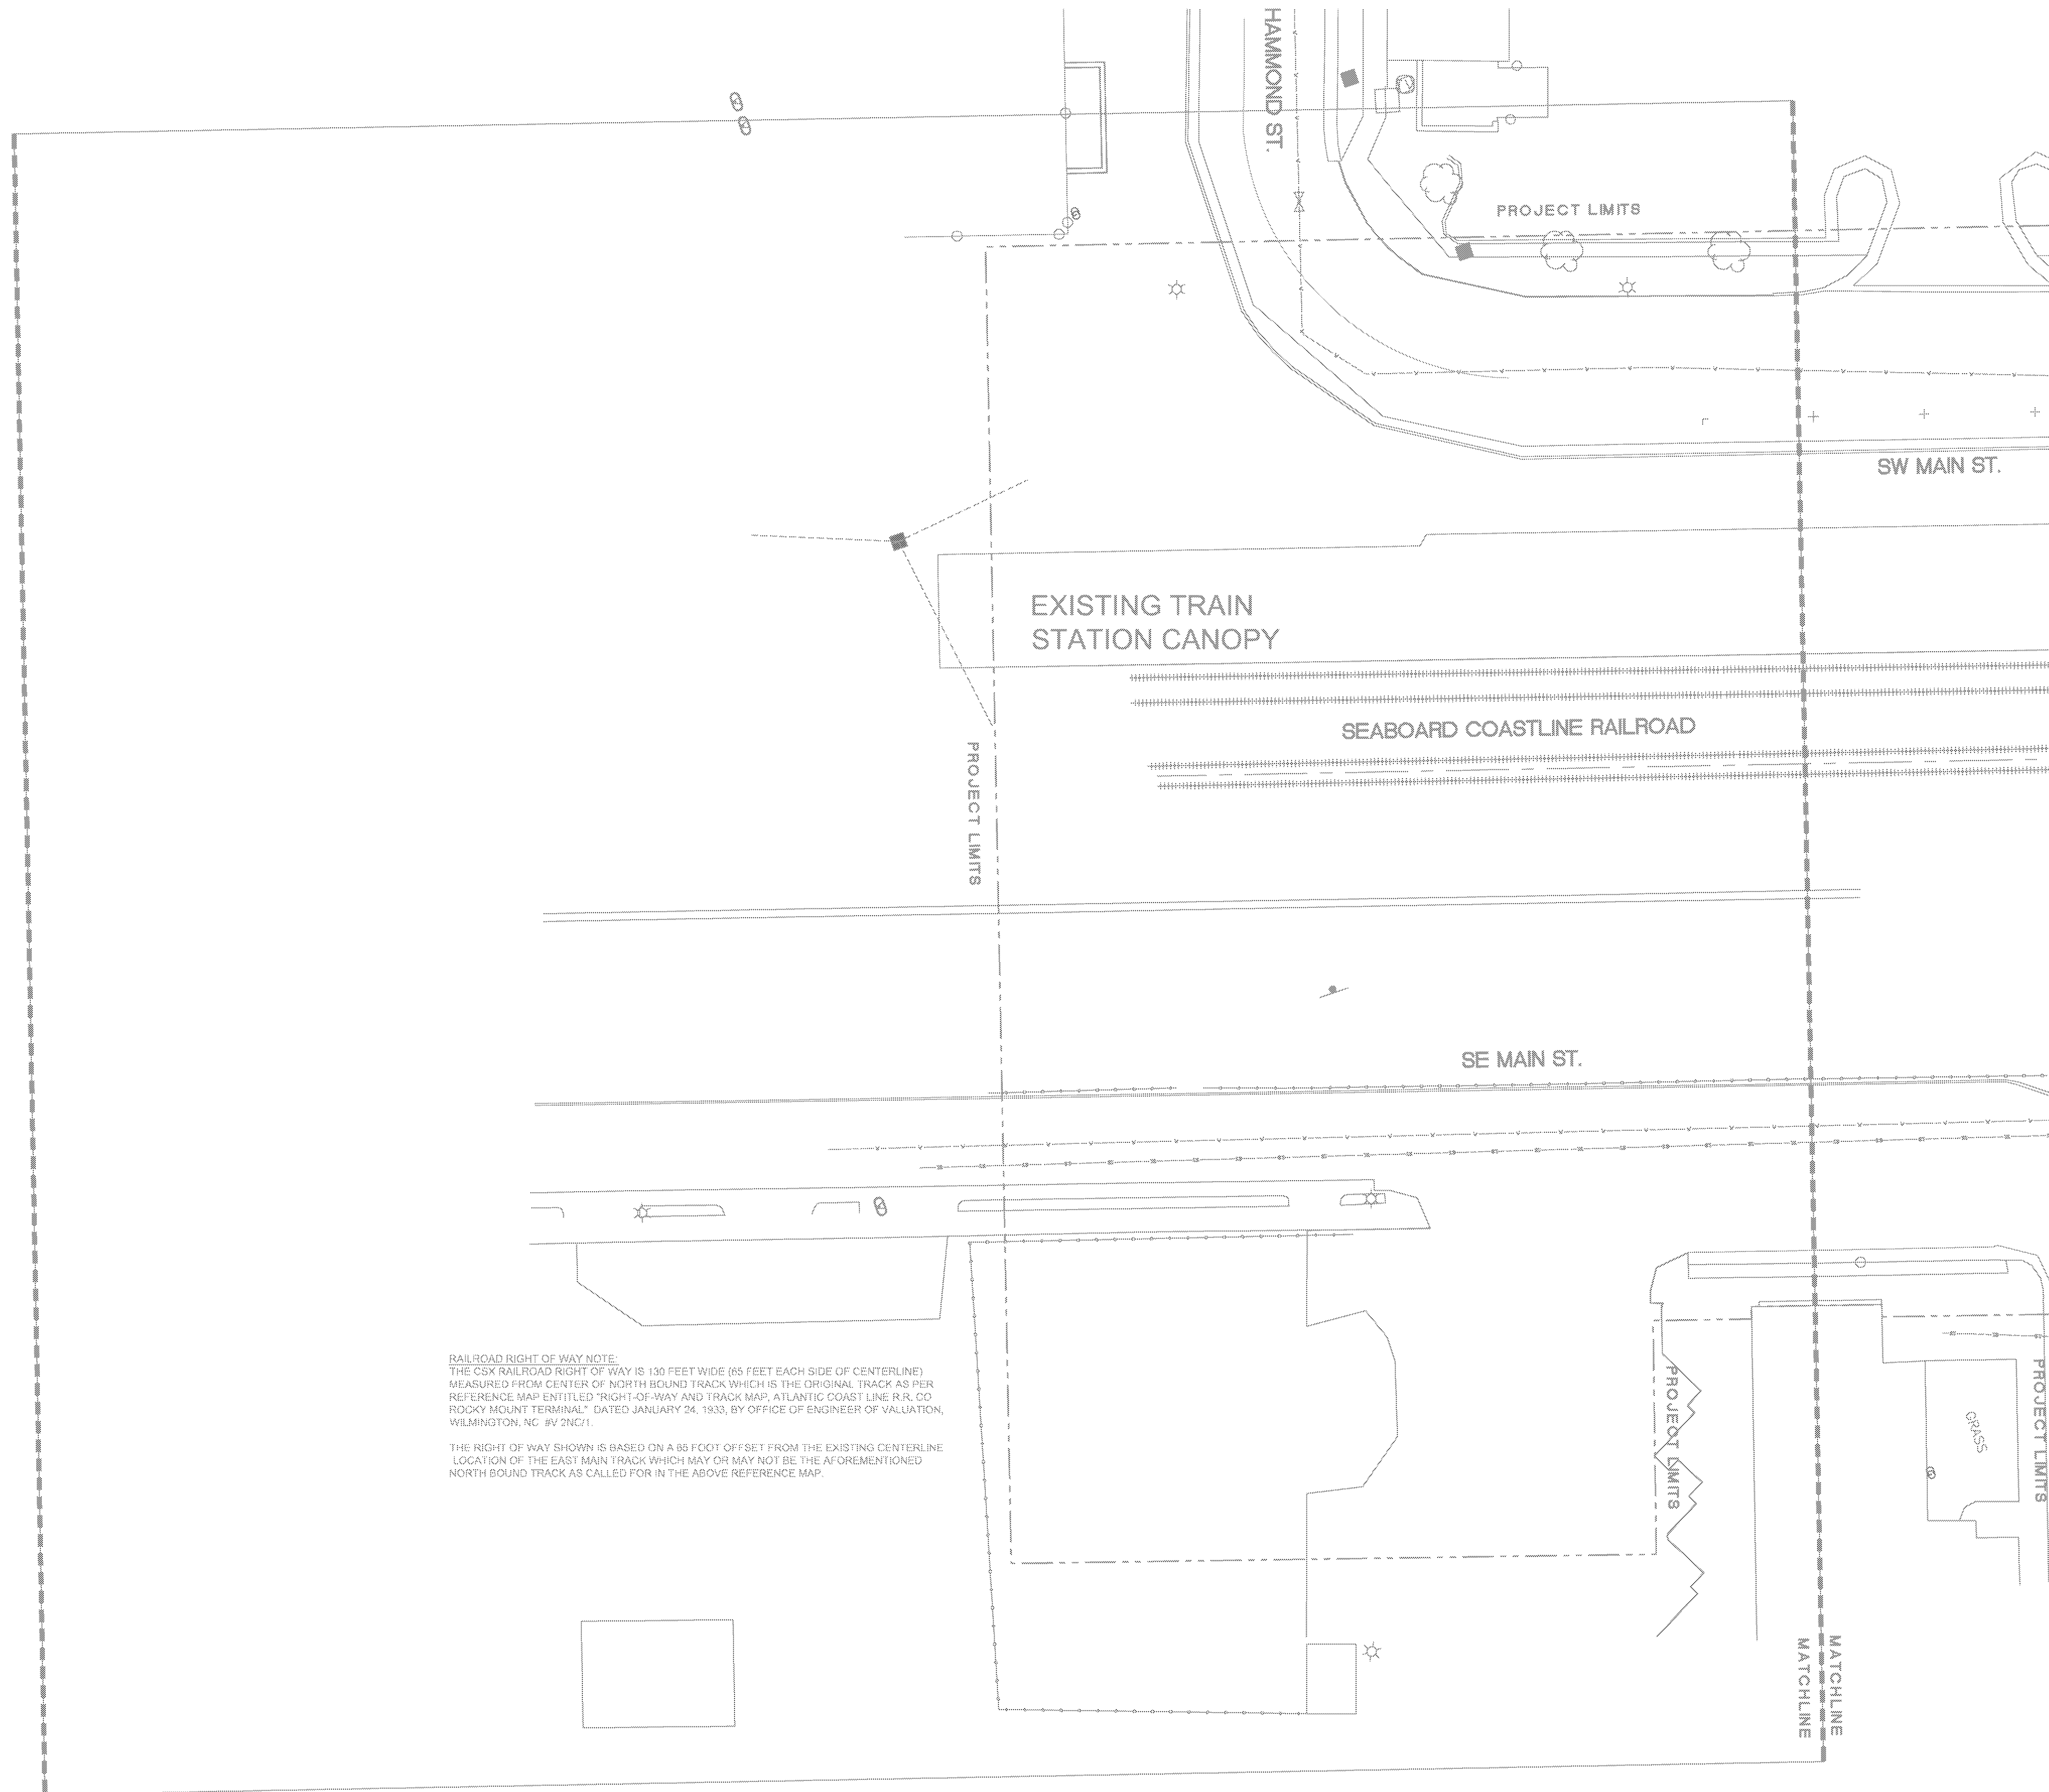 HAMMOND ST.
PROJECT LIMITS
SW MAIN ST.
EXISTING TRAIN
STATION CANOPY
SEABOARD COASTLINE RAILROAD
PROJECT LIMITS
SE MAIN ST.
RAILROAD RIGHT OF WAY NOTE:
THE CSX RAILROAD RIGHT OF WAY IS 130 FEET WIDE (65 FEET EACH SIDE OF CENTERLINE)
MEASURED FROM CENTER OF NORTH BOUND TRACK WHICH IS THE ORIGINAL TRACK AS PER
REFERENCE MAP ENTITLED "RIGHT-OF-WAY AND TRACK MAP, ATLANTIC COAST LINE R.R. CO
ROCKY MOUNT TERMINAL" DATED JANUARY 24, 1933, BY OFFICE OF ENGINEER OF VALUATION,
WILMINGTON, NC #V 2NC/1.
THE RIGHT OF WAY SHOWN IS BASED ON A 65 FOOT OFFSET FROM THE EXISTING CENTERLINE
LOCATION OF THE EAST MAIN TRACK WHICH MAY OR MAY NOT BE THE AFOREMENTIONED
NORTH BOUND TRACK AS CALLED FOR IN THE ABOVE REFERENCE MAP.
PROJECT LIMITS
GRASS
PROJECT LIMITS
MATCHLINE
MATCHLINE